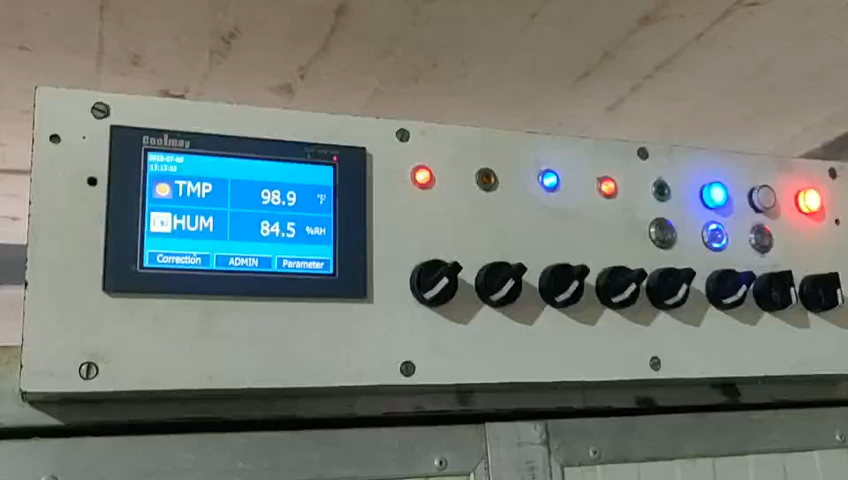 Coolmay
TMP 98.9 °F
HUM 84.5 %RH
Correction ADMIN Parameter